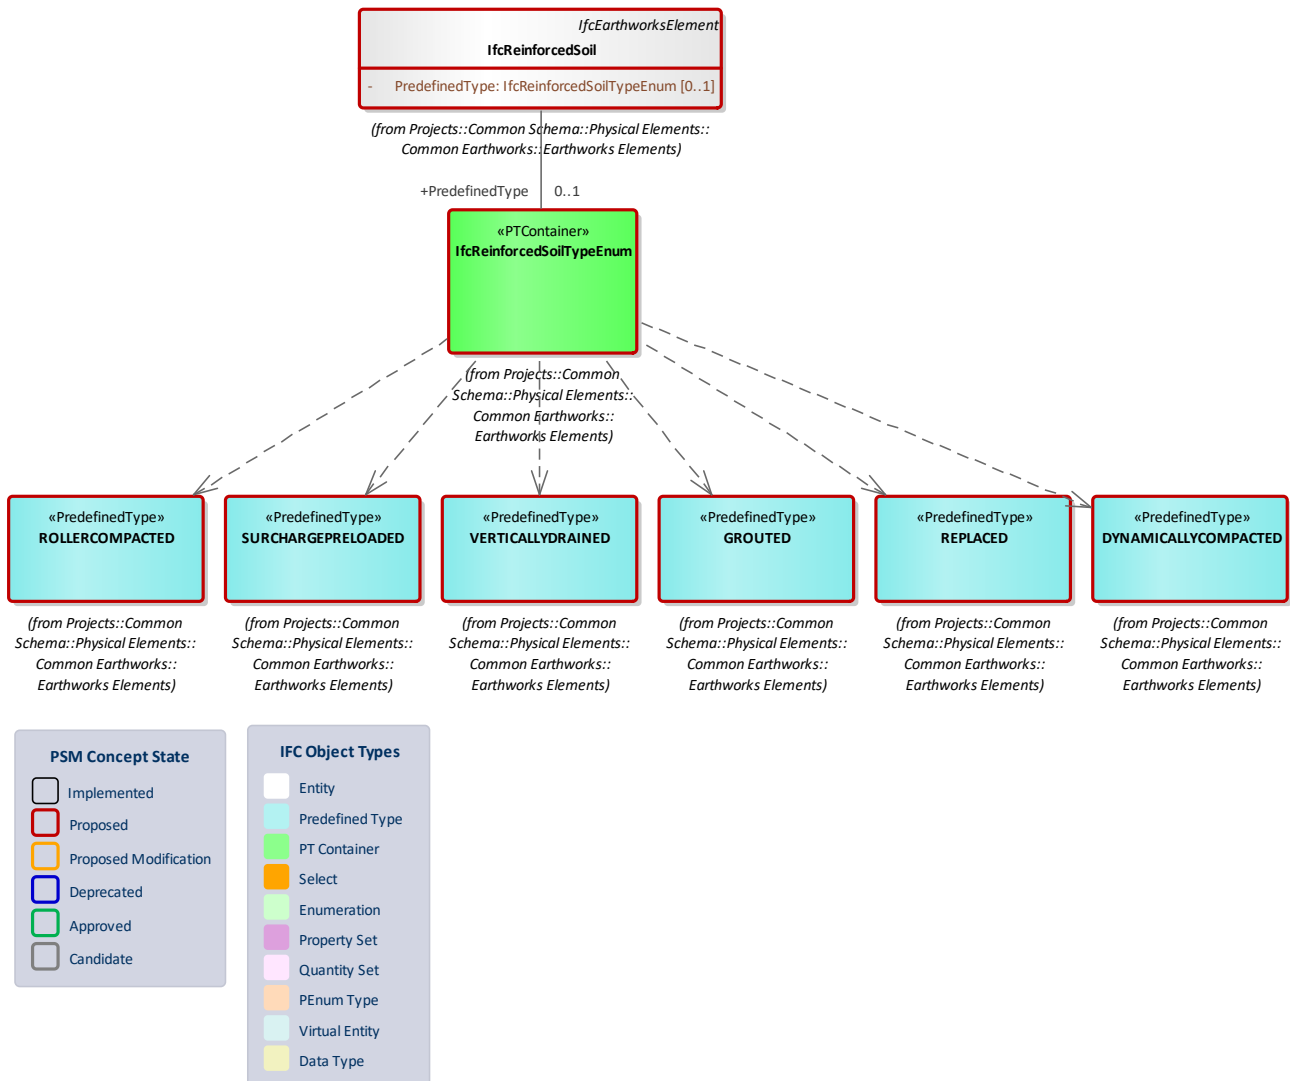 IfcEarthworksElement
IfcReinforcedSoil
- PredefinedType: IfcReinforcedSoilTypeEnum [0..1]
(from Projects::Common Schema::Physical Elements::
Common Earthworks::Earthworks Elements)
+PredefinedType 0..1
«PTContainer»
IfcReinforcedSoilTypeEnum
(from Projects::Common
Schema::Physical Elements::
Common Earthworks::
Earthworks Elements)
«PredefinedType»
ROLLERCOMPACTED
(from Projects::Common
Schema::Physical Elements::
Common Earthworks::
Earthworks Elements)
«PredefinedType»
SURCHARGEPRELOADED
(from Projects::Common
Schema::Physical Elements::
Common Earthworks::
Earthworks Elements)
«PredefinedType»
VERTICALLYDRAINED
(from Projects::Common
Schema::Physical Elements::
Common Earthworks::
Earthworks Elements)
«PredefinedType»
GROUTED
(from Projects::Common
Schema::Physical Elements::
Common Earthworks::
Earthworks Elements)
«PredefinedType»
REPLACED
(from Projects::Common
Schema::Physical Elements::
Common Earthworks::
Earthworks Elements)
«PredefinedType»
DYNAMICALLYCOMPACTED
(from Projects::Common
Schema::Physical Elements::
Common Earthworks::
Earthworks Elements)
PSM Concept State
Implemented
Proposed
Proposed Modification
Deprecated
Approved
Candidate
IFC Object Types
Entity
Predefined Type
PT Container
Select
Enumeration
Property Set
Quantity Set
PEnum Type
Virtual Entity
Data Type